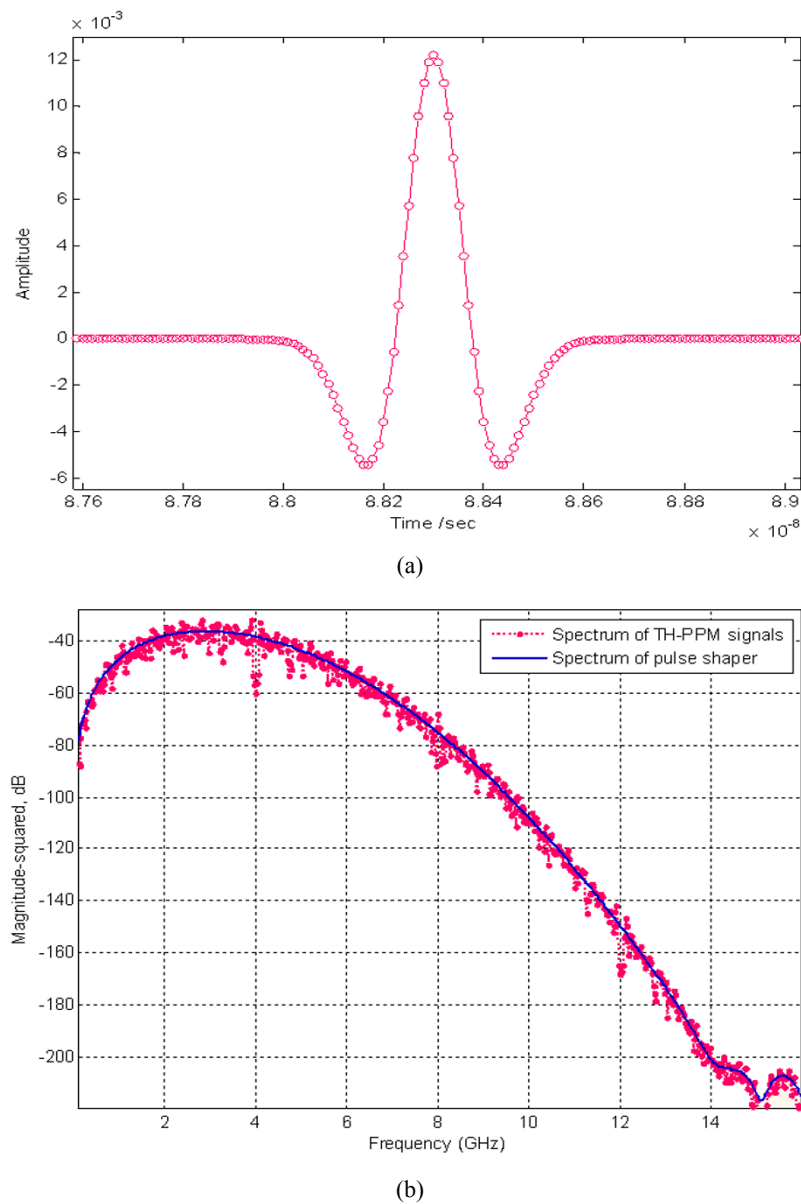 × 10⁻³
12
10
8
6
4
2
0
-2
-4
-6
Amplitude
8.76 8.78 8.8 8.82 8.84 8.86 8.88 8.9
Time /sec
× 10⁻⁸
(a)
Spectrum of TH-PPM signals
Spectrum of pulse shaper
-40
-60
-80
-100
-120
-140
-160
-180
-200
Magnitude-squared, dB
2 4 6 8 10 12 14
Frequency (GHz)
(b)